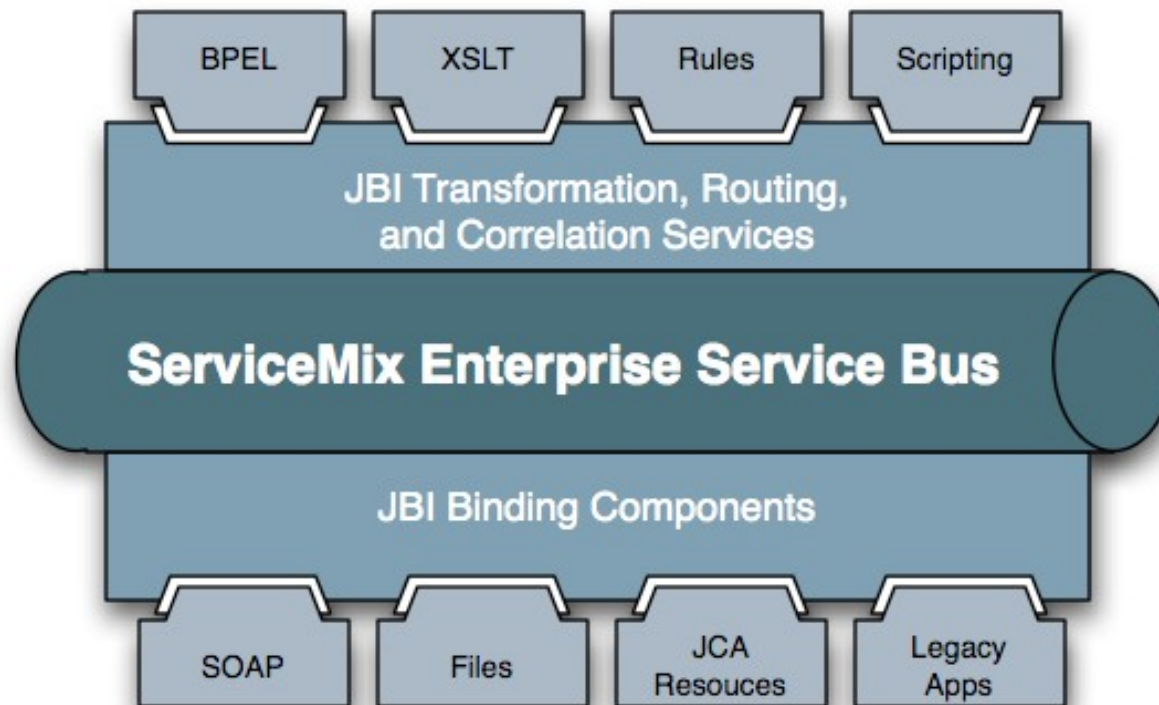 BPEL
XSLT
Rules
Scripting
JBI Transformation, Routing,
and Correlation Services
ServiceMix Enterprise Service Bus
JBI Binding Components
SOAP
Files
JCA
Resouces
Legacy
Apps